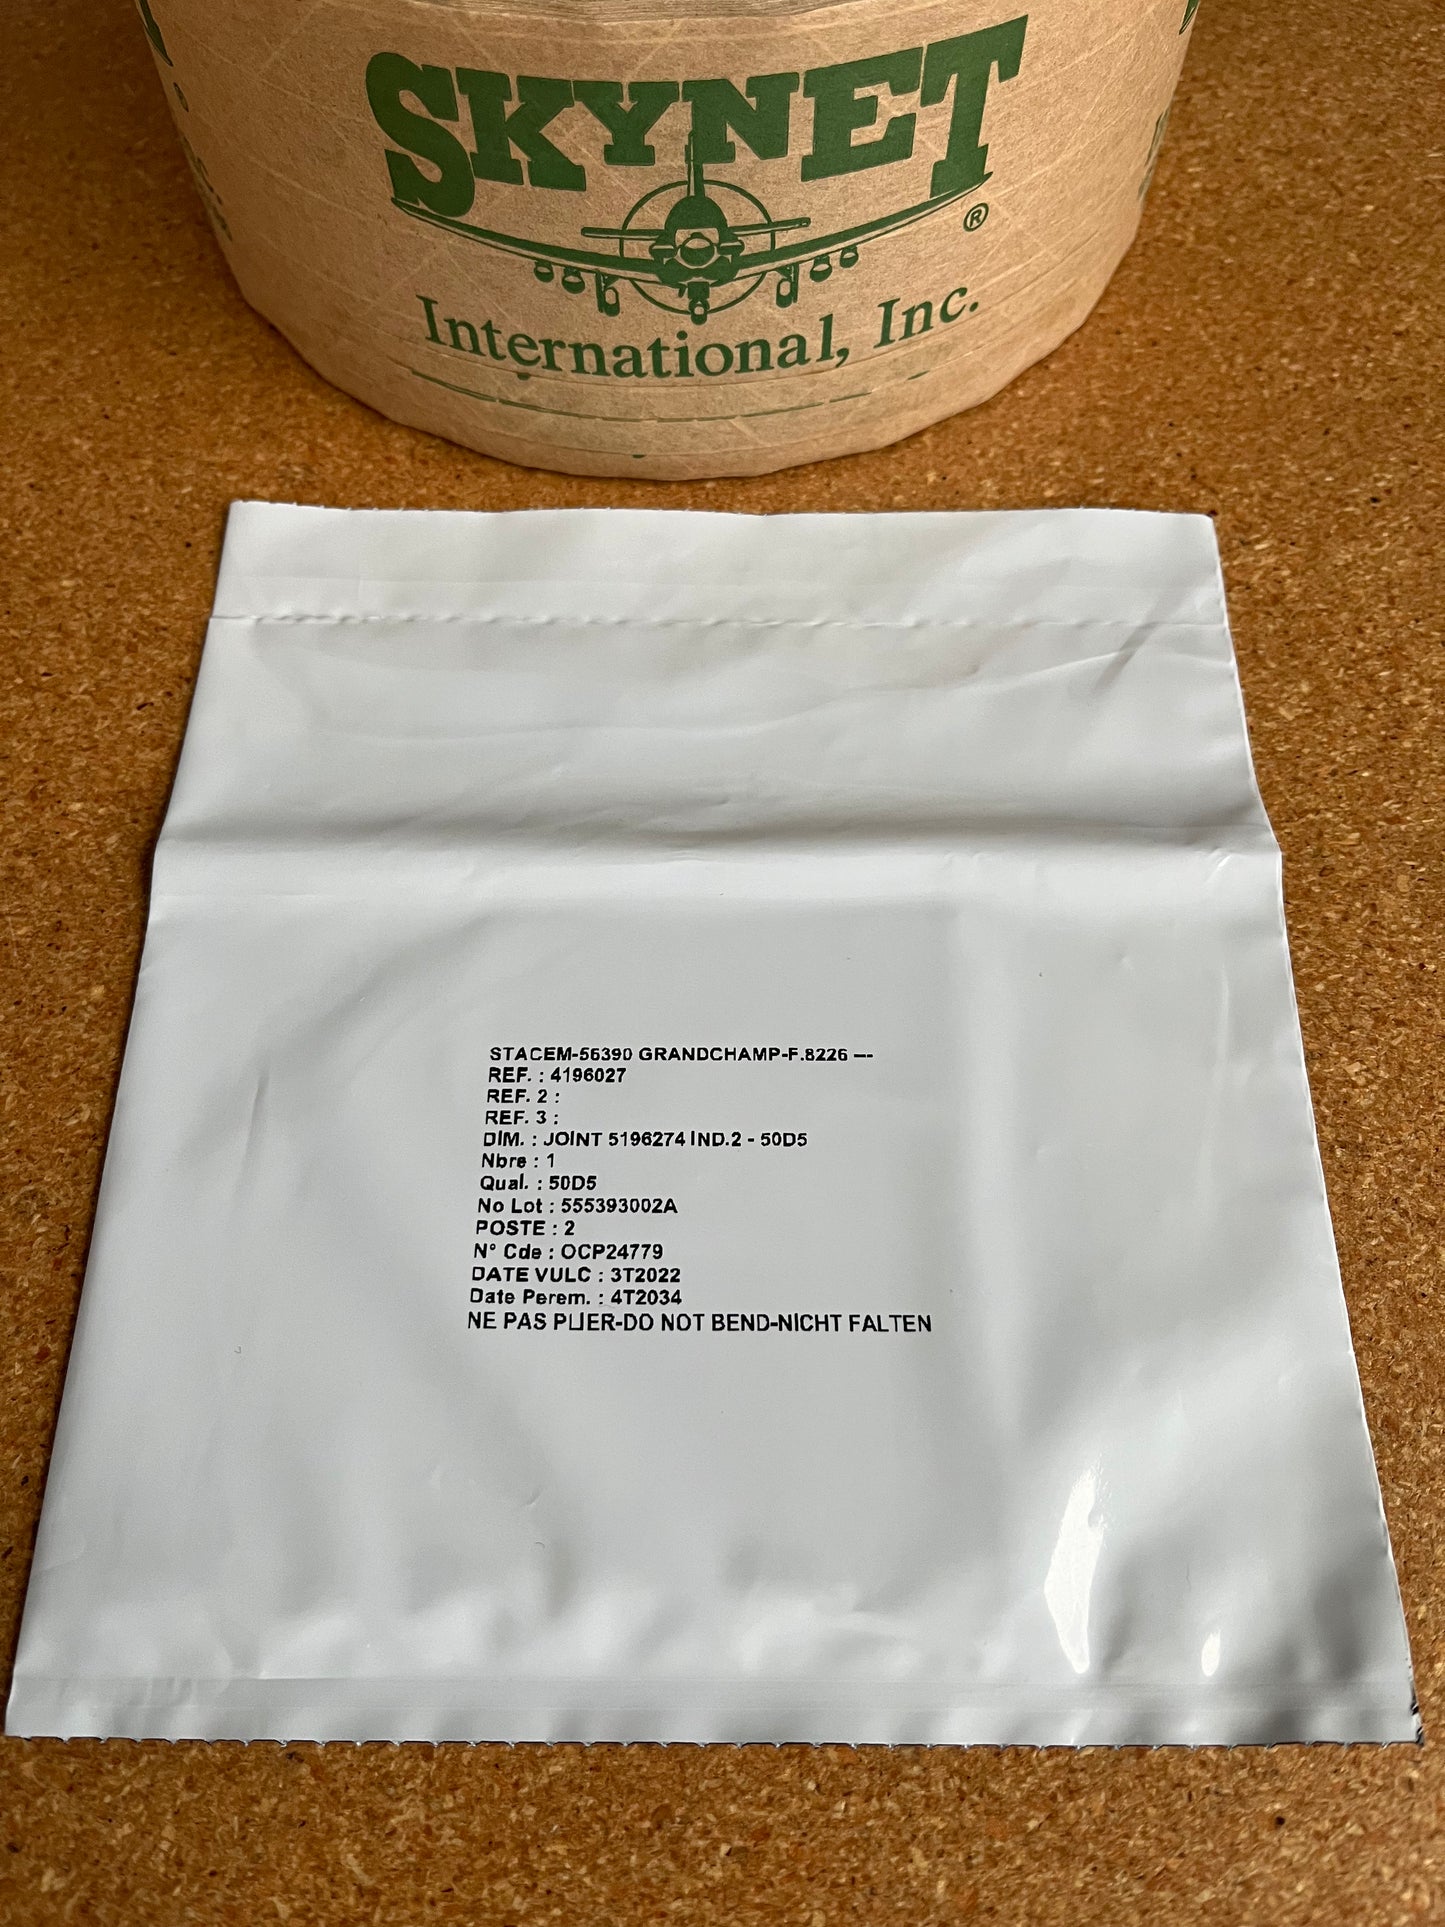 SKYNET
®
International, Inc.
STACEM-56390 GRANDCHAMP-F.8226 ---
REF. : 4196027
REF. 2 :
REF. 3 :
DIM. : JOINT 5196274 IND.2 - 50D5
Nbre : 1
Qual. : 50D5
No Lot : 555393002A
POSTE : 2
N° Cde : OCP24779
DATE VULC : 3T2022
Date Perem. : 4T2034
NE PAS PLIER-DO NOT BEND-NICHT FALTEN